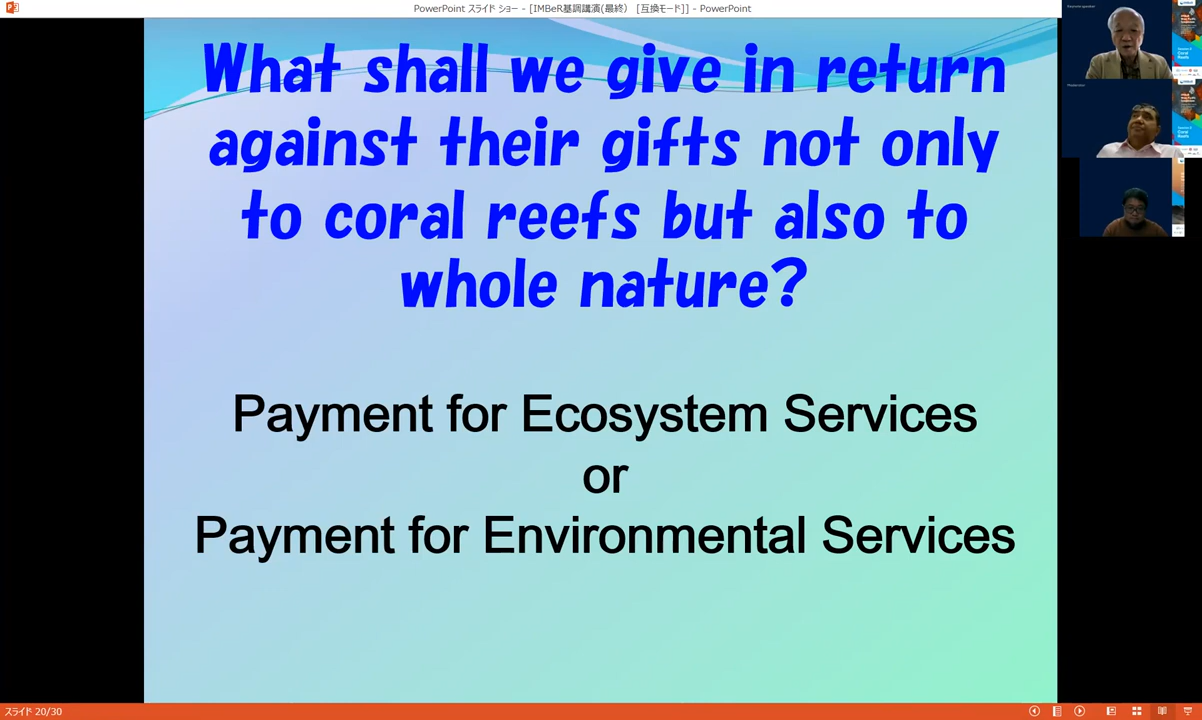 PowerPoint スライド ショー - [IMBeR基調講演(最終） [互換モード]] - PowerPoint
Keynote speaker
Moderator
What shall we give in return
against their gifts not only
to coral reefs but also to
whole nature?
Payment for Ecosystem Services
or
Payment for Environmental Services
スライド 20/30